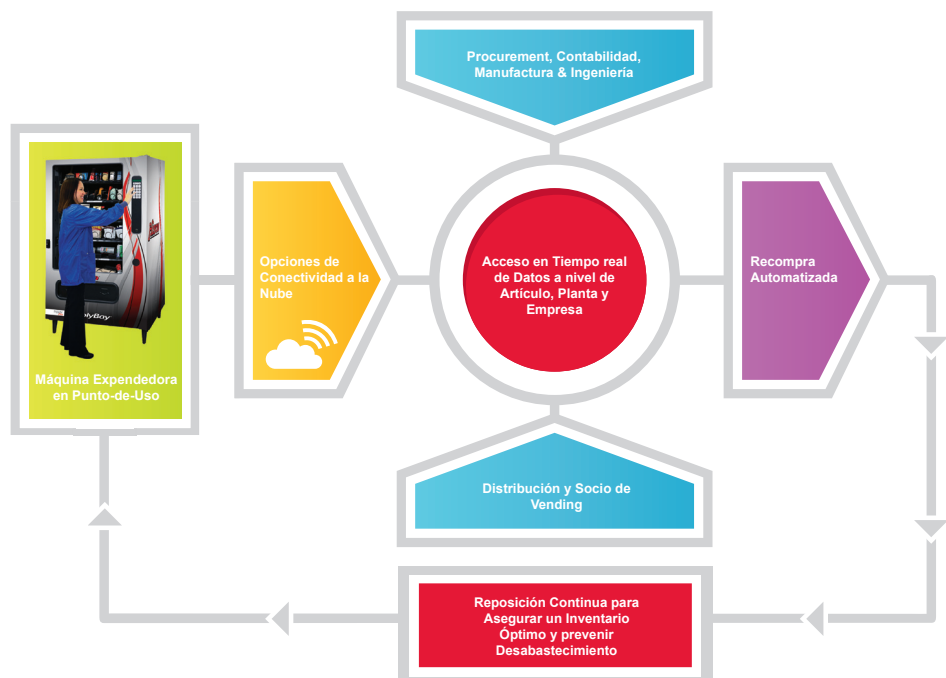 Procurement, Contabilidad,
Manufactura & Ingeniería
Máquina Expendedora
en Punto-de-Uso
Opciones de
Conectividad a la
Nube
Acceso en Tiempo real
de Datos a nivel de
Artículo, Planta y
Empresa
Recompra
Automatizada
Distribución y Socio de
Vending
Reposición Continua para
Asegurar un Inventario
Óptimo y prevenir
Desabastecimiento